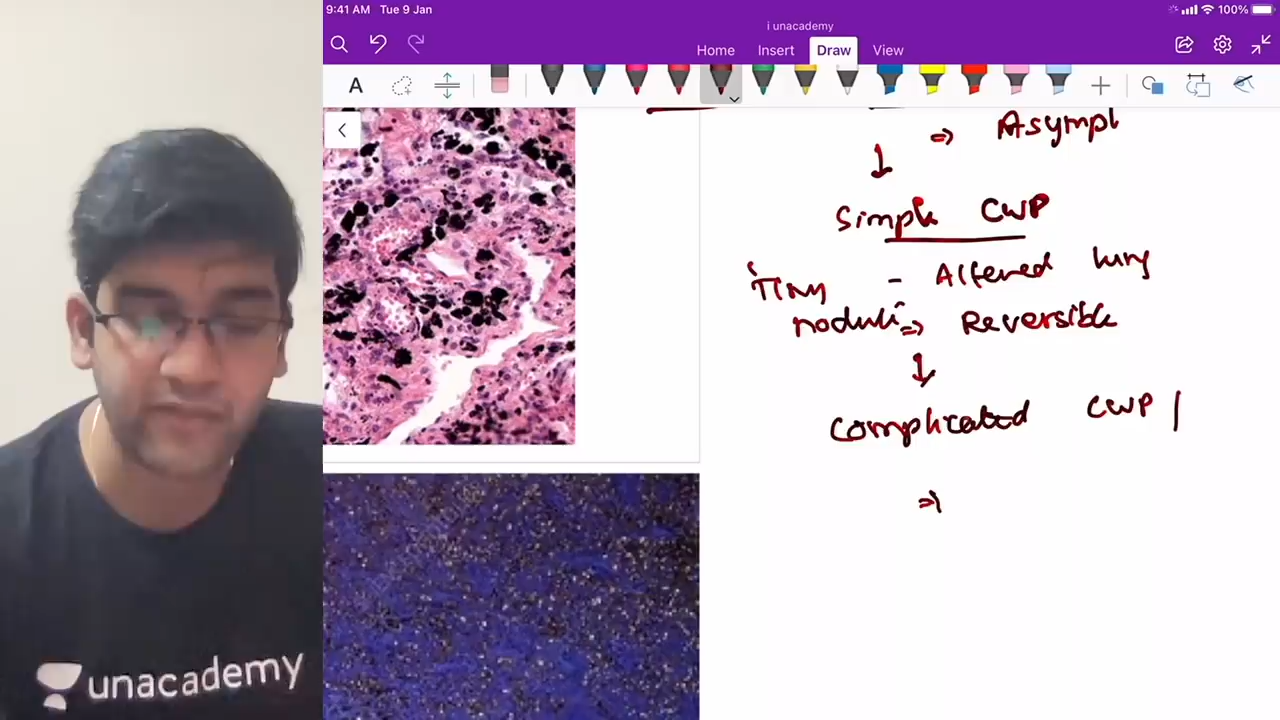 9:41 AM Tue 9 Jan
100%
i unacademy
Home Insert Draw View
A
⇒ Asympt
↓
Simple CWP
Tiny - Altered lung
noduli ⇒ Reversible
↓
Complicated CWP |
⇒
unacademy